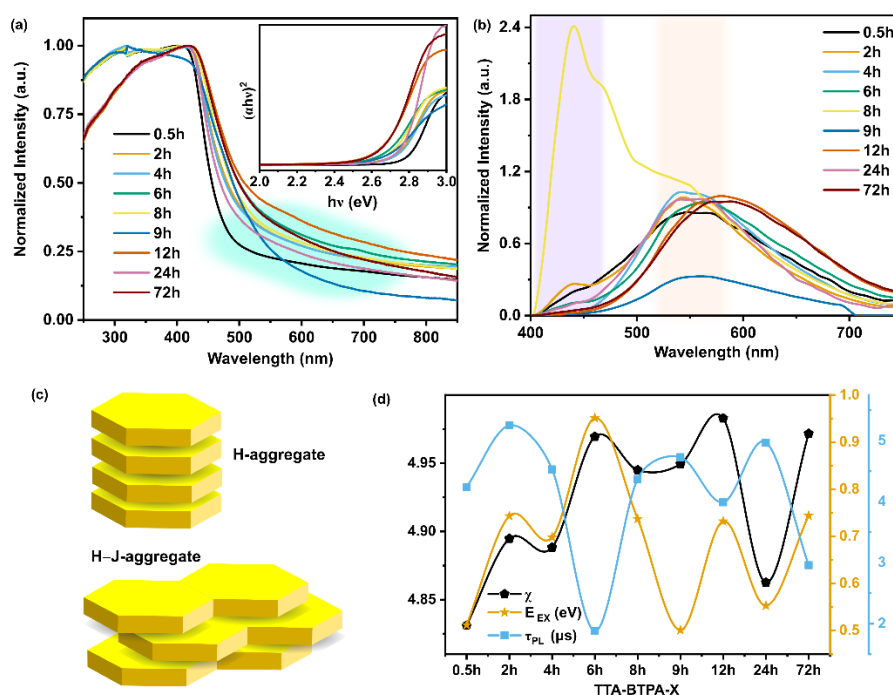 (a)
Normalized Intensity (a.u.)
1.00
0.75
0.50
0.25
0.00
300 400 500 600 700 800
Wavelength (nm)
0.5h
2h
4h
6h
8h
9h
12h
24h
72h
(αhν)2
2.0 2.2 2.4 2.6 2.8 3.0
hν (eV)
(b)
Normalized Intensity (a.u.)
2.4
1.8
1.2
0.6
0.0
400 500 600 700
Wavelength (nm)
0.5h
2h
4h
6h
8h
9h
12h
24h
72h
(c)
H-aggregate
H–J-aggregate
(d)
4.95
4.90
4.85
χ
E EX (eV)
τ PL (μs)
0.5h 2h 4h 6h 8h 9h 12h 24h 72h
TTA-BTPA-X
1.0
0.9
0.8
0.7
0.6
0.5
5
4
3
2